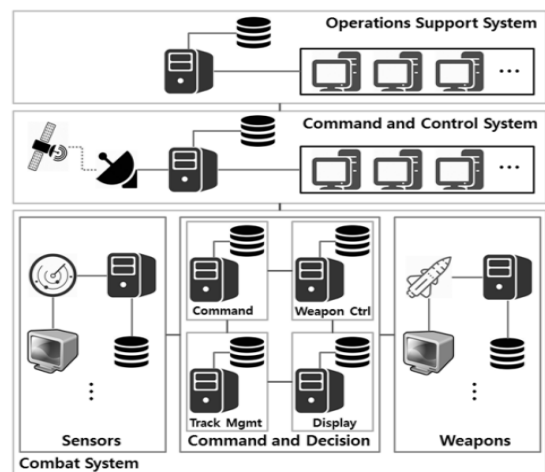 Operations Support System
...
Command and Control System
...
Command
Weapon Ctrl
Track Mgmt
Display
Sensors
Command and Decision
Weapons
Combat System